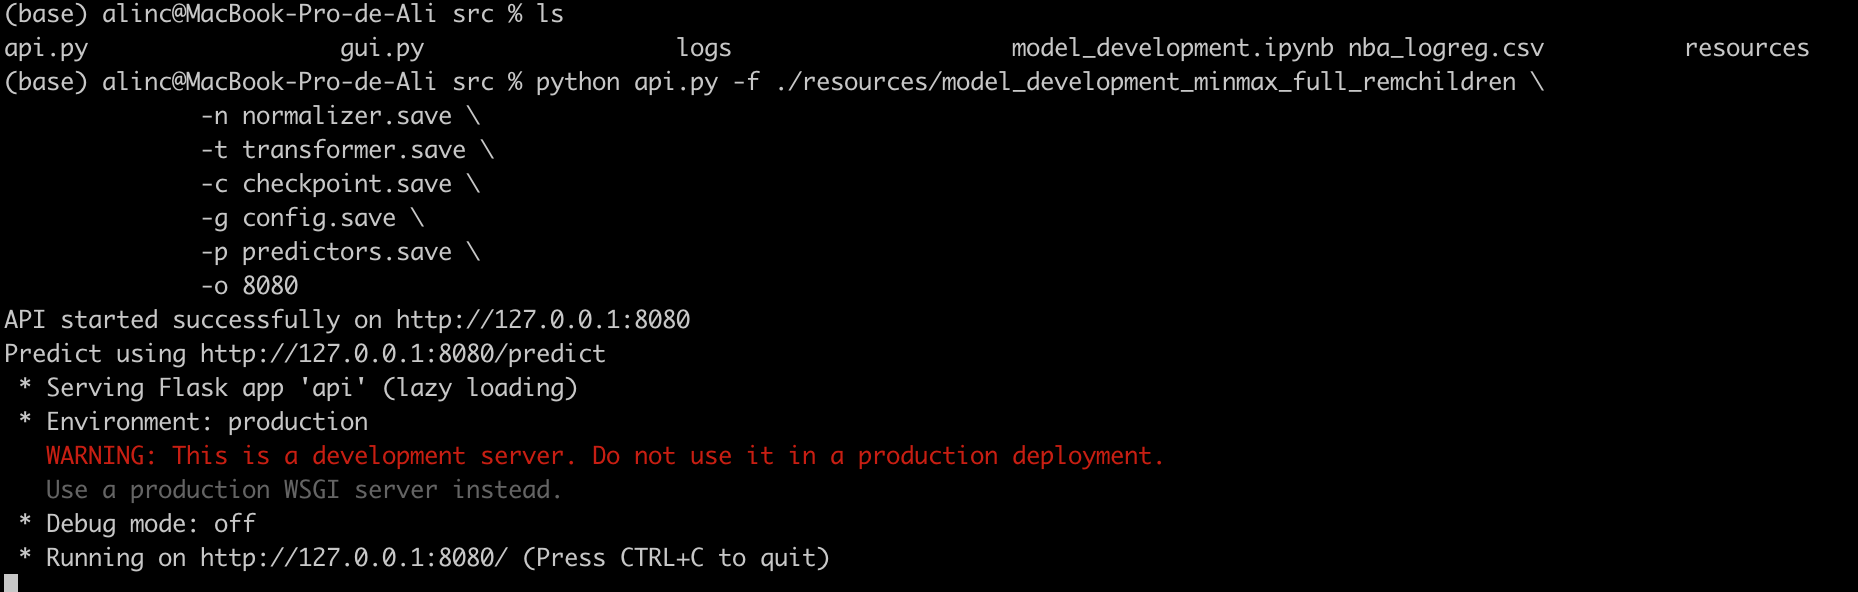 (base) alinc@MacBook-Pro-de-Ali src % ls
api.py gui.py logs model_development.ipynb nba_logreg.csv resources
(base) alinc@MacBook-Pro-de-Ali src % python api.py -f ./resources/model_development_minmax_full_remchildren \
-n normalizer.save \
-t transformer.save \
-c checkpoint.save \
-g config.save \
-p predictors.save \
-o 8080
API started successfully on http://127.0.0.1:8080
Predict using http://127.0.0.1:8080/predict
* Serving Flask app 'api' (lazy loading)
* Environment: production
WARNING: This is a development server. Do not use it in a production deployment.
Use a production WSGI server instead.
* Debug mode: off
* Running on http://127.0.0.1:8080/ (Press CTRL+C to quit)